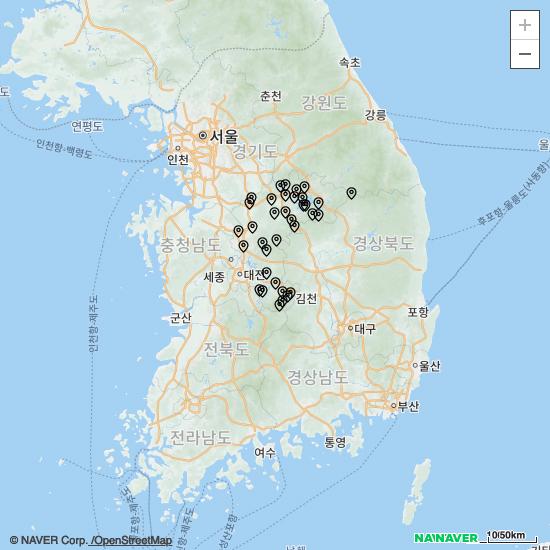 +
−
속초
춘천
강원도
강릉
도
연평도
서울
울
인천항-백령도
인천
경기도
후포항-울릉도(사동항)
충청남도
경상북도
세종
대전
김천
인천항-제주도
군산
포항
대구
전북도
울산
경상남도
부산
전라남도
통영
여수
© NAVER Corp. /OpenStreetMap
NAVER
10/50km